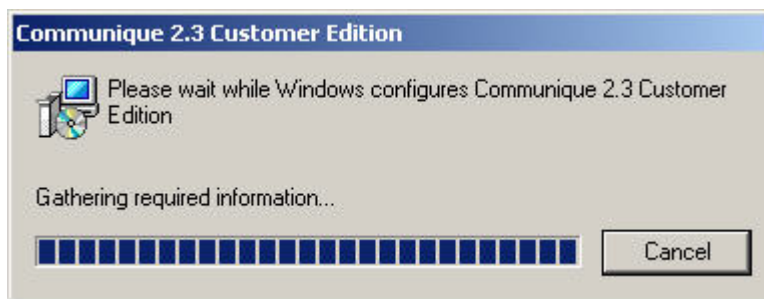 Communique 2.3 Customer Edition
Please wait while Windows configures Communique 2.3 Customer
Edition
Gathering required information...
Cancel